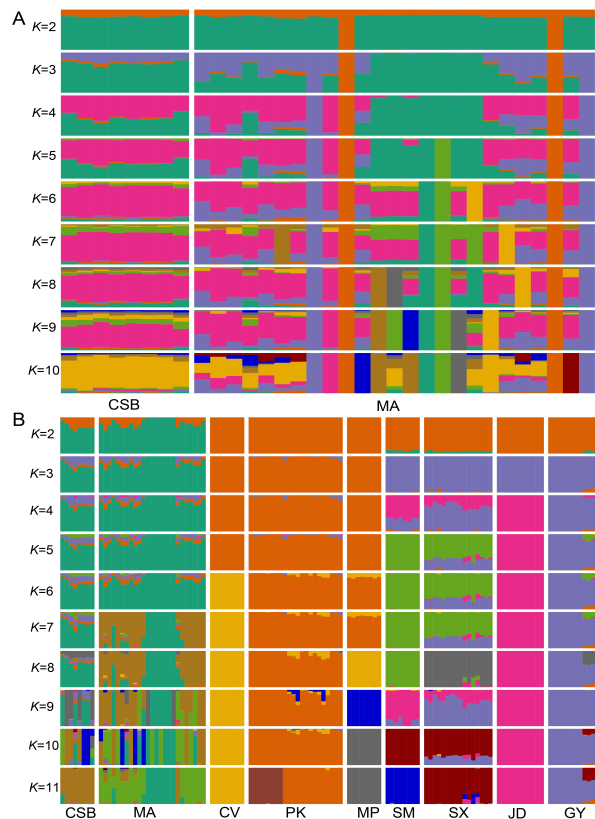 A
K=2
K=3
K=4
K=5
K=6
K=7
K=8
K=9
K=10
CSB MA
B
K=2
K=3
K=4
K=5
K=6
K=7
K=8
K=9
K=10
K=11
CSB MA CV PK MP SM SX JD GY